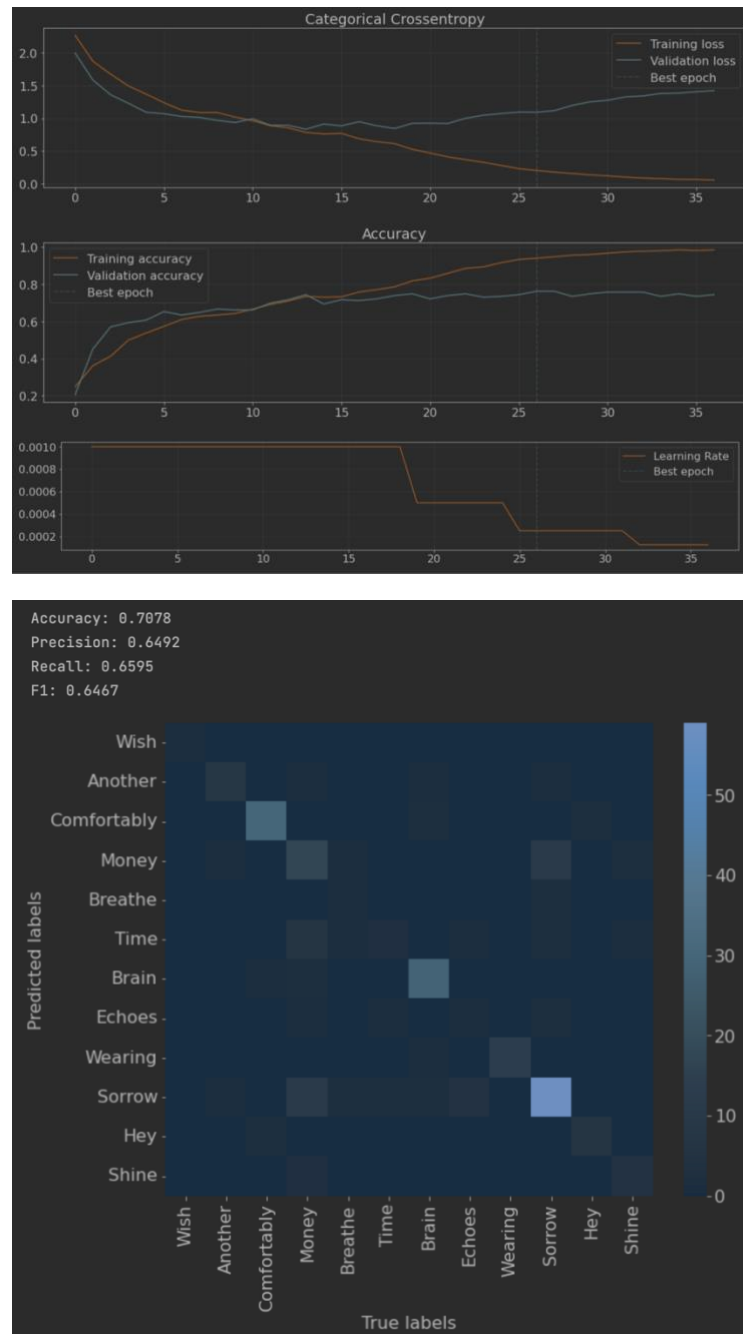 Categorical Crossentropy
Training loss
Validation loss
Best epoch
2.0
1.5
1.0
0.5
0.0
0 5 10 15 20 25 30 35
Accuracy
Training accuracy
Validation accuracy
Best epoch
1.0
0.8
0.6
0.4
0.2
0 5 10 15 20 25 30 35
Learning Rate
Best epoch
0.0010
0.0008
0.0006
0.0004
0.0002
0 5 10 15 20 25 30 35
Accuracy: 0.7078
Precision: 0.6492
Recall: 0.6595
F1: 0.6467
Predicted labels
Wish
Another
Comfortably
Money
Breathe
Time
Brain
Echoes
Wearing
Sorrow
Hey
Shine
50
40
30
20
10
0
Wish Another Comfortably Money Breathe Time Brain Echoes Wearing Sorrow Hey Shine
True labels